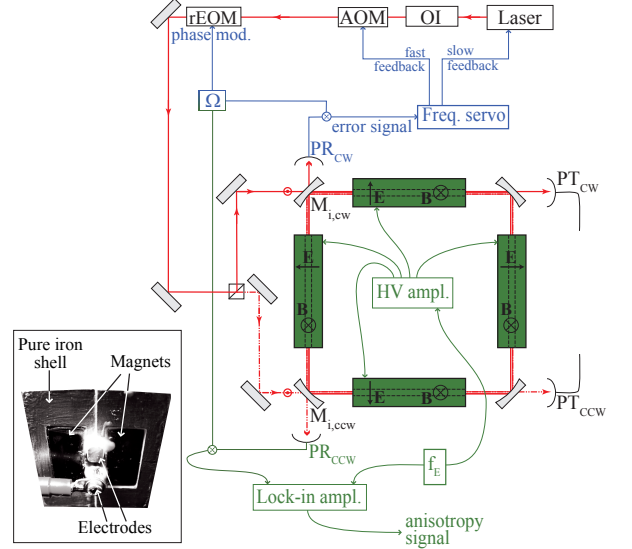 rEOM
AOM
OI
Laser
phase mod.
fast
feedback
slow
feedback
Ω
error signal
Freq. servo
PR_CW
M_i,cw
E
B
PT_CW
E
B
HV ampl.
E
B
E
B
M_i,ccw
PT_CCW
PR_CCW
f_E
Lock-in ampl.
anisotropy
signal
Pure iron
shell
Magnets
Electrodes